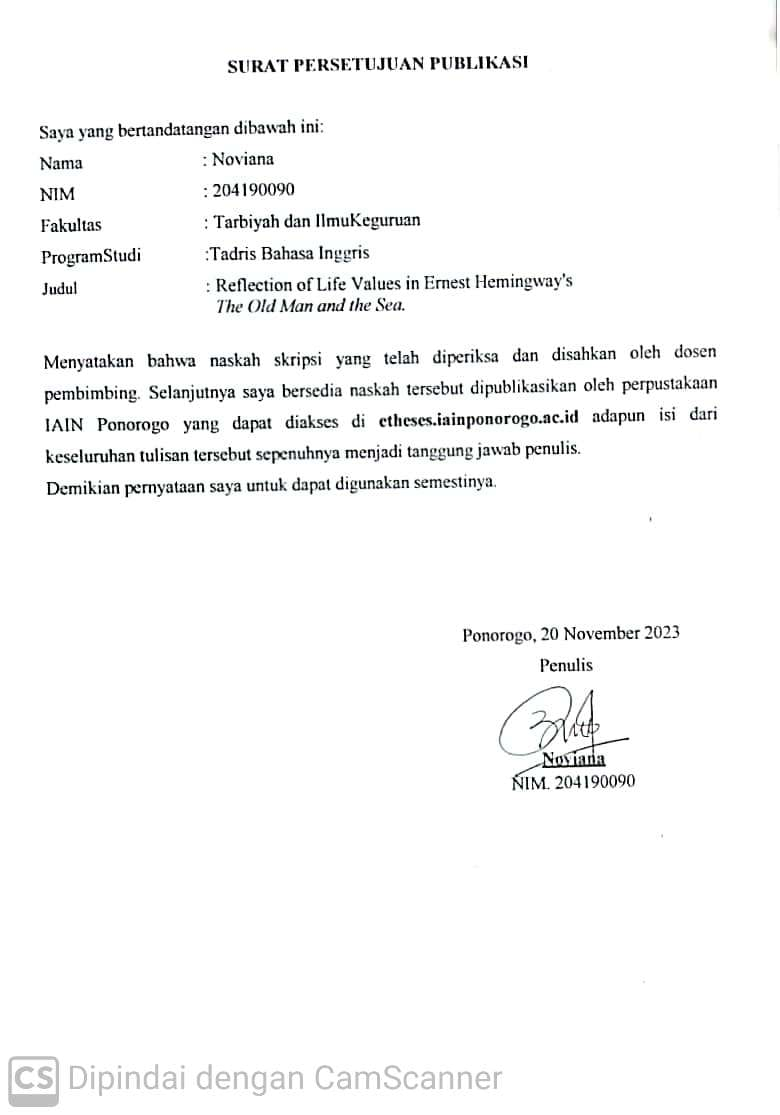 SURAT PERSETUJUAN PUBLIKASI
Saya yang bertandatangan dibawah ini:
Nama : Noviana
NIM : 204190090
Fakultas : Tarbiyah dan IlmuKeguruan
ProgramStudi :Tadris Bahasa Inggris
Judul : Reflection of Life Values in Ernest Hemingway's
The Old Man and the Sea.
Menyatakan bahwa naskah skripsi yang telah diperiksa dan disahkan oleh dosen
pembimbing. Selanjutnya saya bersedia naskah tersebut dipublikasikan oleh perpustakaan
IAIN Ponorogo yang dapat diakses di etheses.iainponorogo.ac.id adapun isi dari
keseluruhan tulisan tersebut sepenuhnya menjadi tanggung jawab penulis.
Demikian pernyataan saya untuk dapat digunakan semestinya.
Ponorogo, 20 November 2023
Penulis
Noviana
NIM. 204190090
CS Dipindai dengan CamScanner